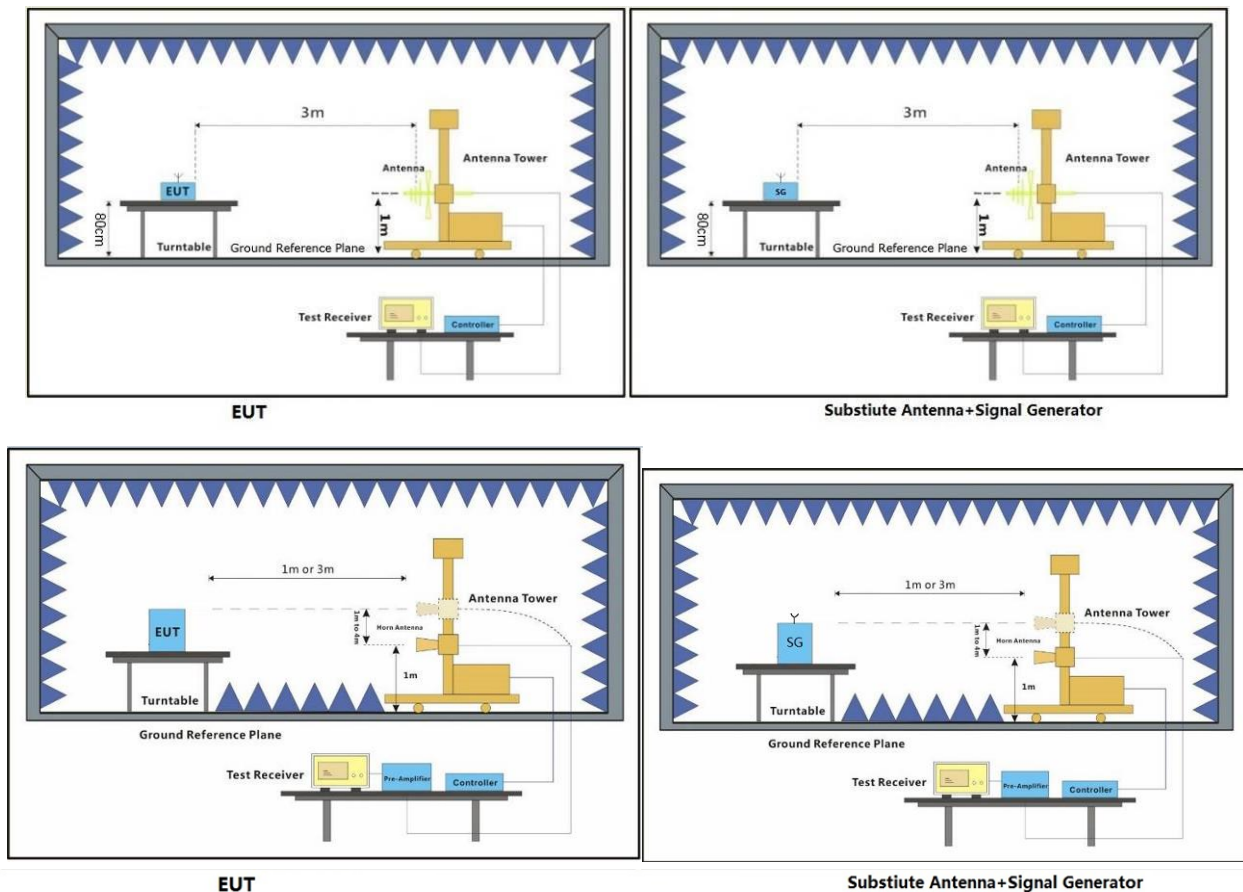 3m
Antenna Tower
Antenna
EUT
80cm
1m
Turntable
Ground Reference Plane
Test Receiver
Controller
EUT
3m
Antenna Tower
Antenna
SG
80cm
1m
Turntable
Ground Reference Plane
Test Receiver
Controller
Substiute Antenna+Signal Generator
1m or 3m
Antenna Tower
1m to 4m
Horn Antenna
EUT
1m
Turntable
Ground Reference Plane
Test Receiver
Pre-Amplifier
Controller
EUT
1m or 3m
Antenna Tower
1m to 4m
Horn Antenna
SG
1m
Turntable
Ground Reference Plane
Test Receiver
Pre-Amplifier
Controller
Substiute Antenna+Signal Generator